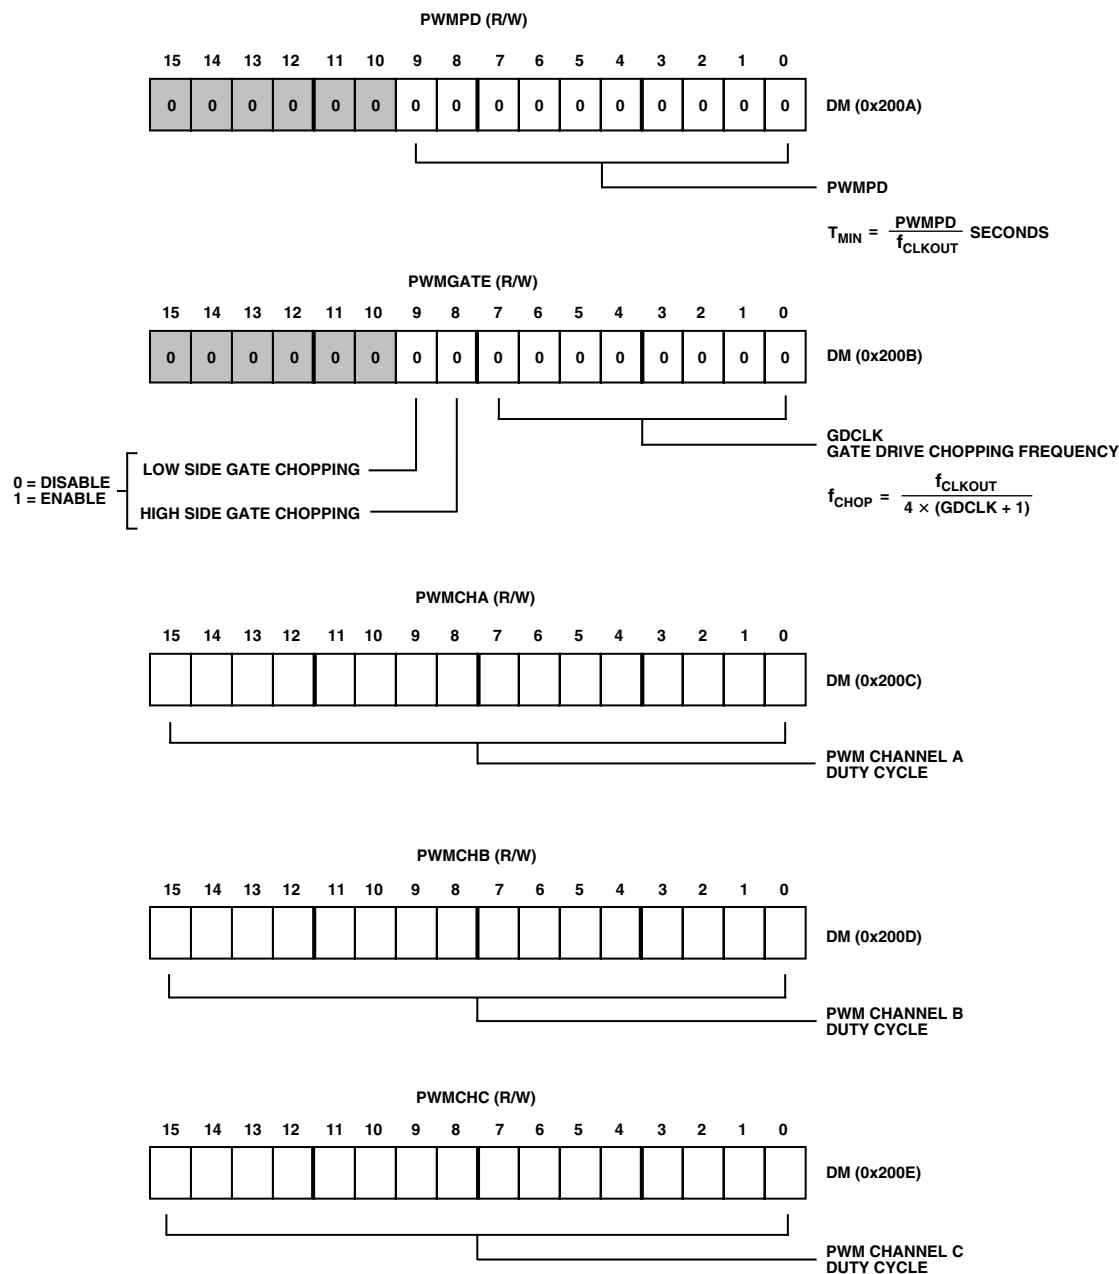 PWMPD (R/W)
15 14 13 12 11 10 9 8 7 6 5 4 3 2 1 0
0 0 0 0 0 0 0 0 0 0 0 0 0 0 0 0 DM (0x200A)
PWMPD
T_MIN = PWMPD / f_CLKOUT SECONDS
PWMGATE (R/W)
15 14 13 12 11 10 9 8 7 6 5 4 3 2 1 0
0 0 0 0 0 0 0 0 0 0 0 0 0 0 0 0 DM (0x200B)
GDCLK
GATE DRIVE CHOPPING FREQUENCY
0 = DISABLE
1 = ENABLE
LOW SIDE GATE CHOPPING
HIGH SIDE GATE CHOPPING
f_CHOP = f_CLKOUT / 4 × (GDCLK + 1)
PWMCHA (R/W)
15 14 13 12 11 10 9 8 7 6 5 4 3 2 1 0
DM (0x200C)
PWM CHANNEL A
DUTY CYCLE
PWMCHB (R/W)
15 14 13 12 11 10 9 8 7 6 5 4 3 2 1 0
DM (0x200D)
PWM CHANNEL B
DUTY CYCLE
PWMCHC (R/W)
15 14 13 12 11 10 9 8 7 6 5 4 3 2 1 0
DM (0x200E)
PWM CHANNEL C
DUTY CYCLE